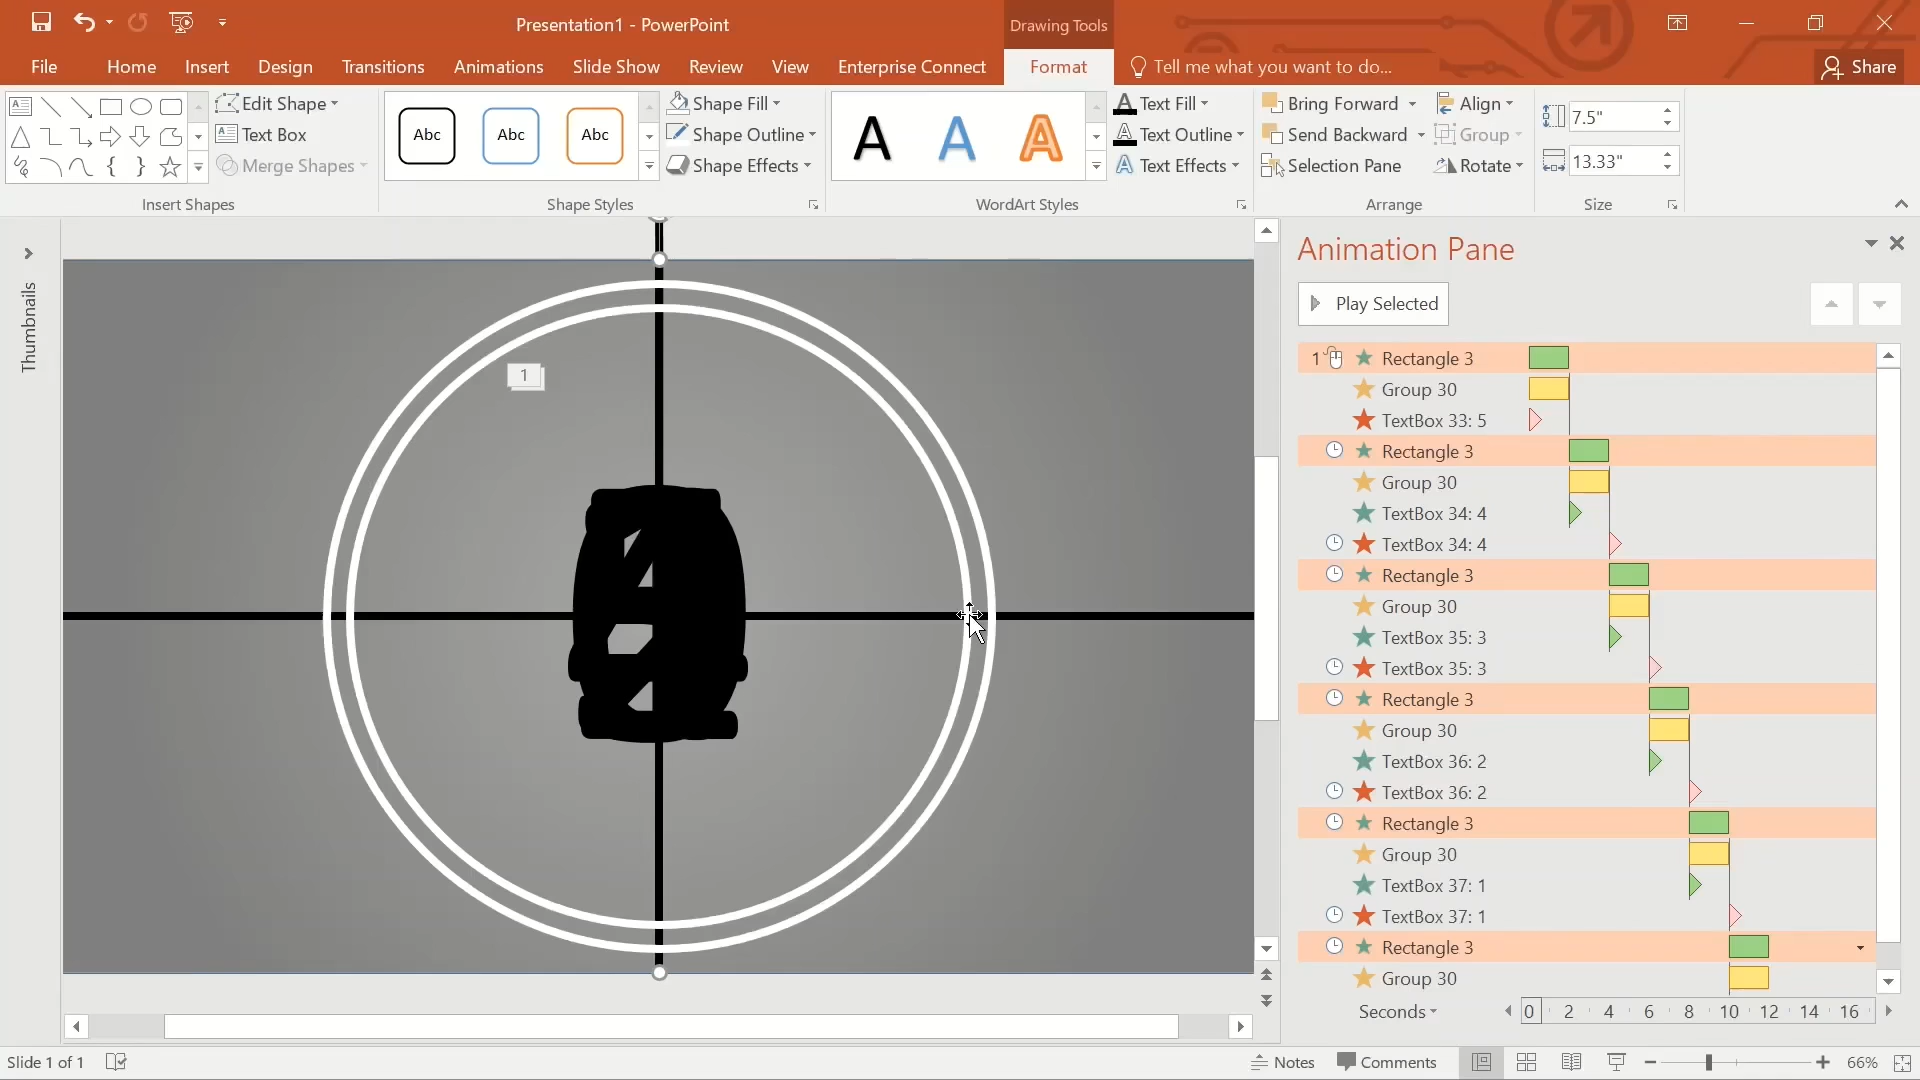 Presentation1 - PowerPoint
Drawing Tools
File Home Insert Design Transitions Animations Slide Show Review View Enterprise Connect Format Tell me what you want to do... Share
Edit Shape
Text Box
Merge Shapes
Insert Shapes
Abc Abc Abc
Shape Fill
Shape Outline
Shape Effects
Shape Styles
A A A
Text Fill
Text Outline
Text Effects
WordArt Styles
Bring Forward Align
Send Backward Group
Selection Pane Rotate
Arrange
7.5"
13.33"
Size
Thumbnails
1
Animation Pane
Play Selected
1 Rectangle 3
Group 30
TextBox 33: 5
Rectangle 3
Group 30
TextBox 34: 4
TextBox 34: 4
Rectangle 3
Group 30
TextBox 35: 3
TextBox 35: 3
Rectangle 3
Group 30
TextBox 36: 2
TextBox 36: 2
Rectangle 3
Group 30
TextBox 37: 1
TextBox 37: 1
Rectangle 3
Group 30
Seconds 0 2 4 6 8 10 12 14 16
Slide 1 of 1 Notes Comments 66%